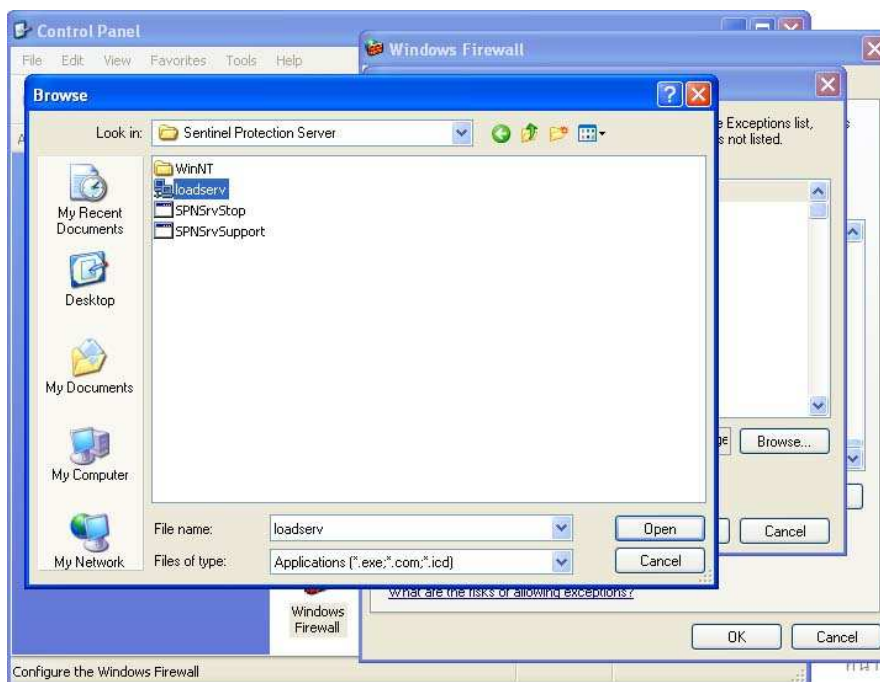 Control Panel
File Edit View Favorites Tools Help
Windows Firewall
Browse
Look in: Sentinel Protection Server
e Exceptions list,
s not listed.
s
WinNT
loadserv
SPNSrvStop
SPNSrvSupport
My Recent
Documents
Desktop
My Documents
My Computer
My Network
ge Browse...
File name: loadserv Open
Files of type: Applications (*.exe;*.com;*.icd) Cancel
Cancel
What are the risks of allowing exceptions?
Windows
Firewall
OK Cancel
Configure the Windows Firewall